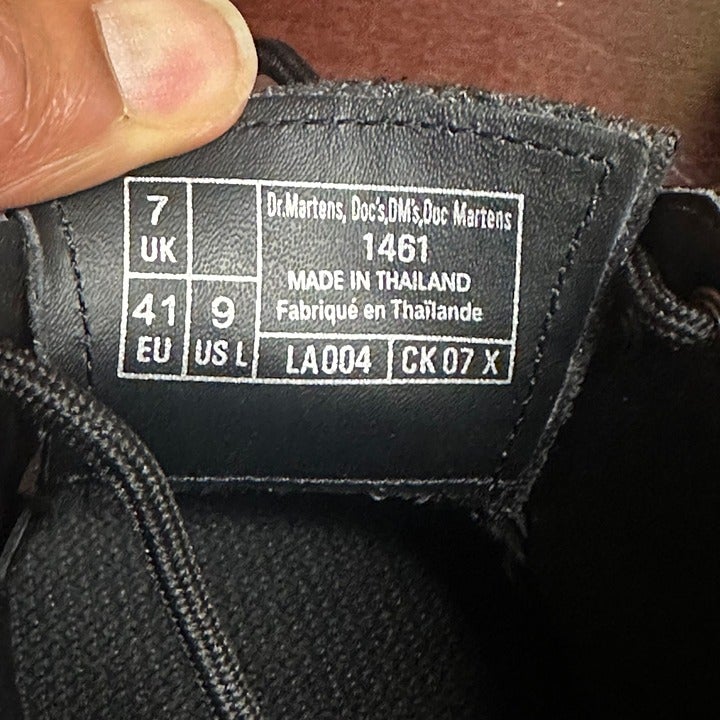 7
UK
41
EU
9
US L
Dr.Martens, Doc's,DM's,Doc Martens
1461
MADE IN THAILAND
Fabriqué en Thaïlande
LA004
CK 07 X